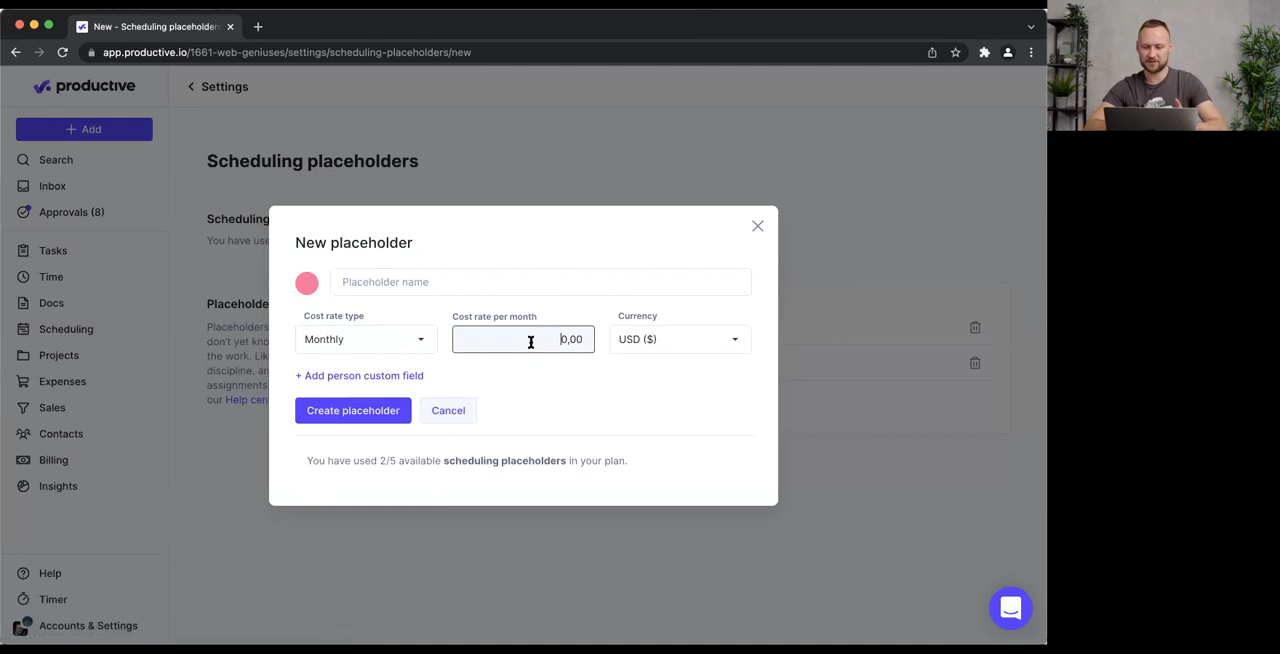 New - Scheduling placeholder
app.productive.io/1661-web-geniuses/settings/scheduling-placeholders/new
productive
Settings
+ Add
Search
Inbox
Approvals (8)
Tasks
Time
Docs
Scheduling
Projects
Expenses
Sales
Contacts
Billing
Insights
Help
Timer
Accounts & Settings
Scheduling placeholders
Scheduling
You have use
Placeholde
Placeholders
don't yet kno
the work. Lik
discipline, an
assignments
our Help cen
New placeholder
Placeholder name
Cost rate type
Cost rate per month
Currency
Monthly
0,00
USD ($)
+ Add person custom field
Create placeholder
Cancel
You have used 2/5 available scheduling placeholders in your plan.